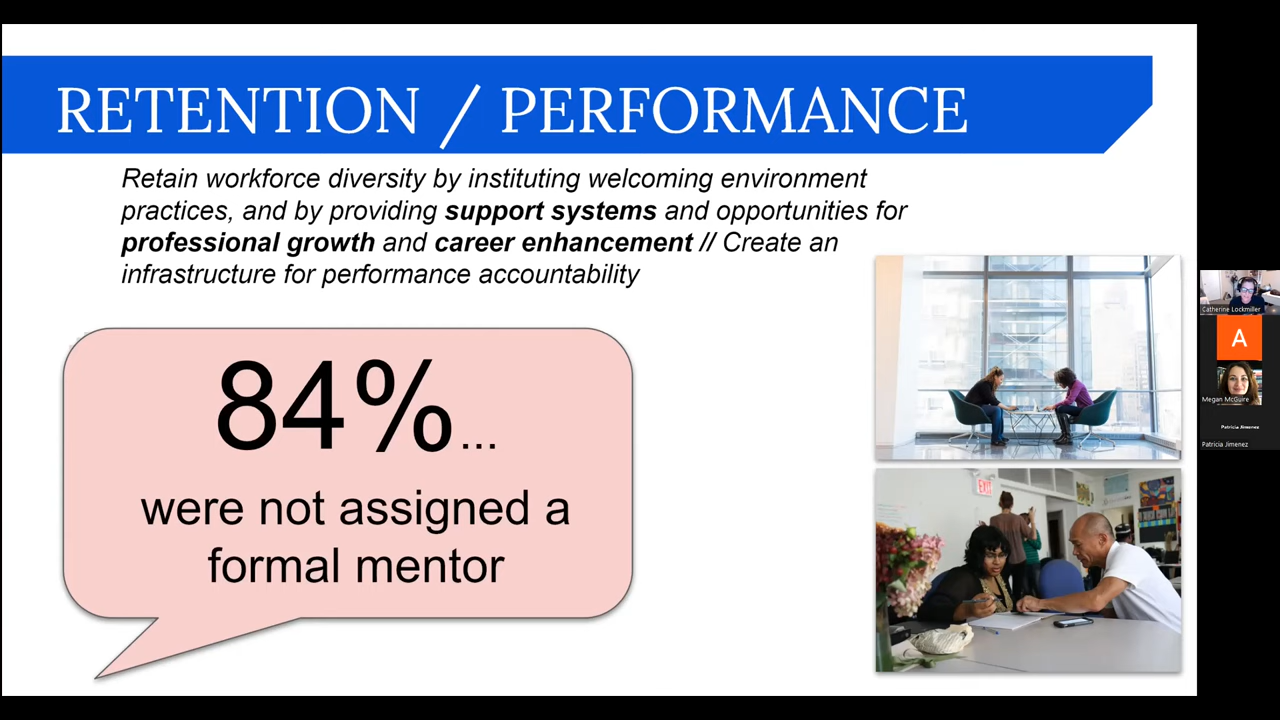 RETENTION / PERFORMANCE
Retain workforce diversity by instituting welcoming environment
practices, and by providing support systems and opportunities for
professional growth and career enhancement // Create an
infrastructure for performance accountability
84%...
were not assigned a
formal mentor
EXIT
Catherine Lockmiller
A
Megan McGuire
Patricia Jimenez
Patricia Jimenez